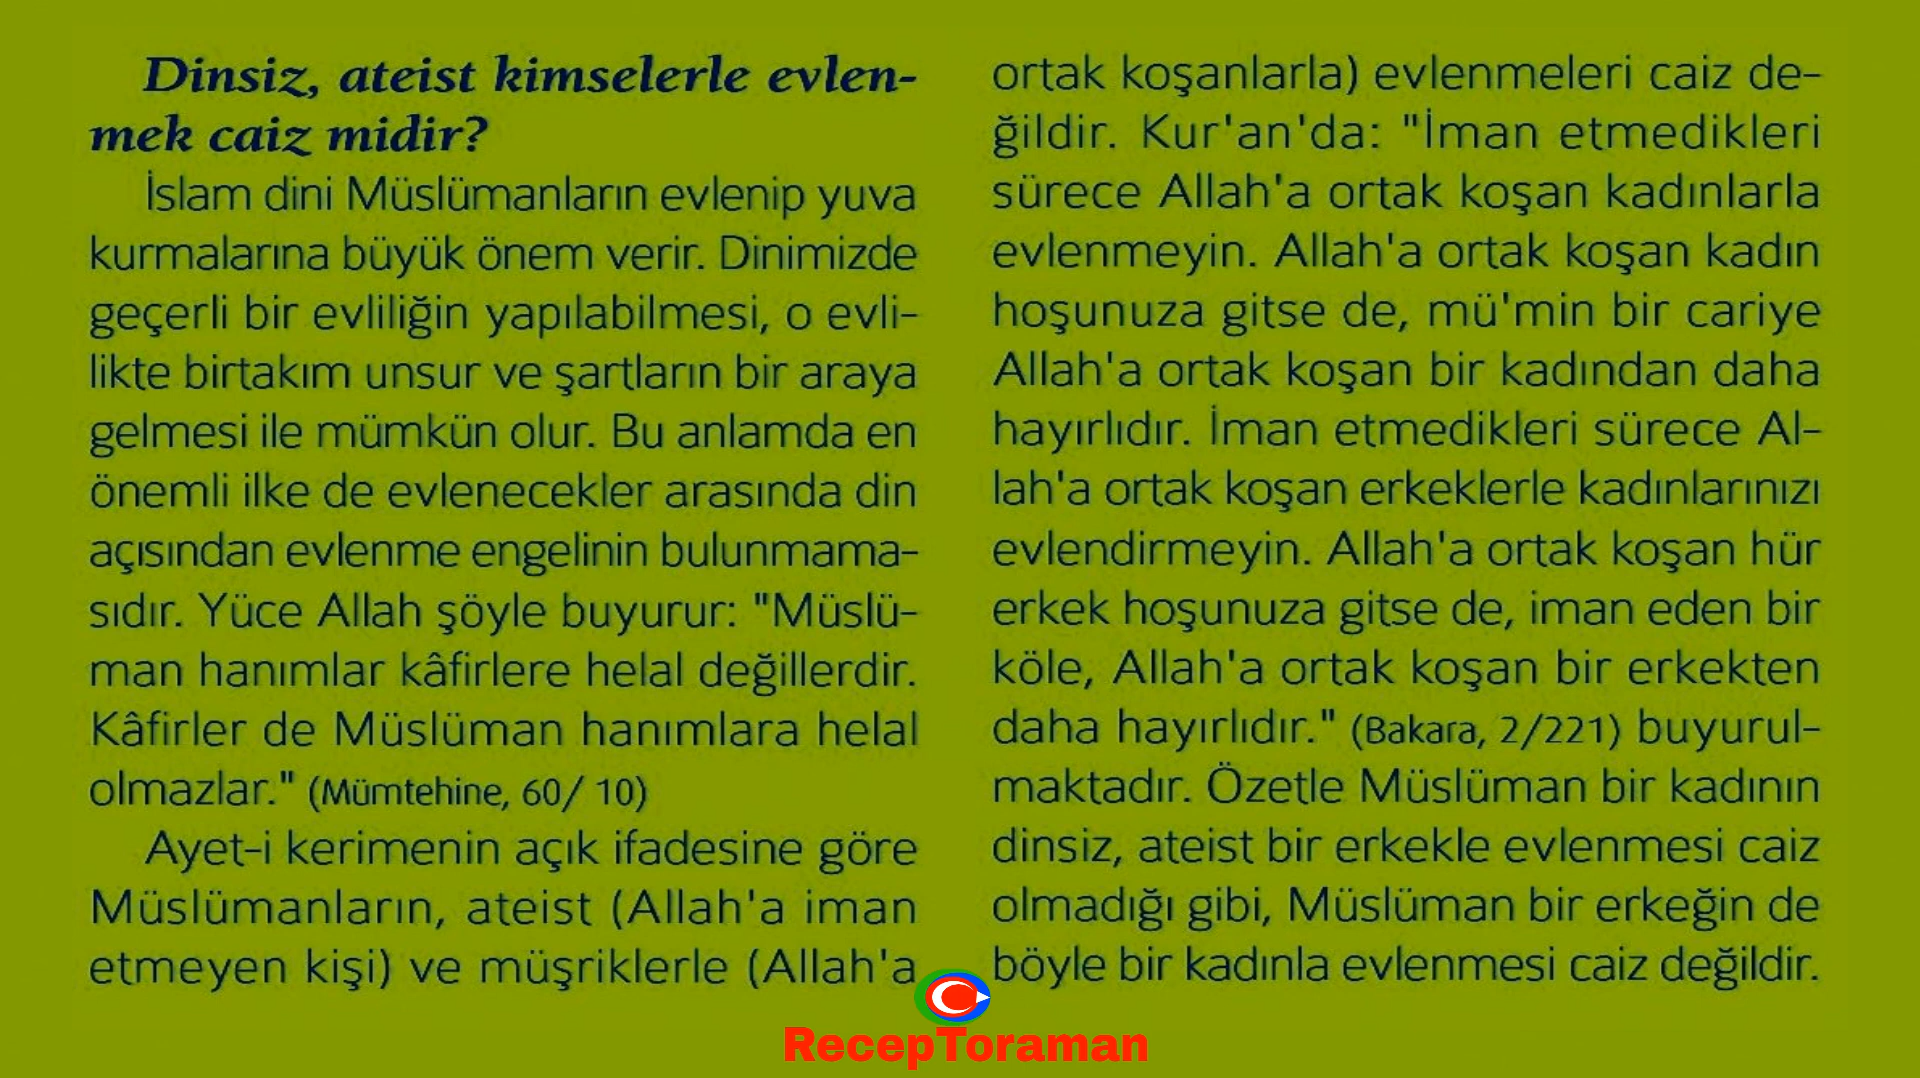 Dinsiz, ateist kimselerle evlen-
mek caiz midir?
İslam dini Müslümanların evlenip yuva
kurmalarına büyük önem verir. Dinimizde
geçerli bir evliliğin yapılabilmesi, o evli-
likte birtakım unsur ve şartların bir araya
gelmesi ile mümkün olur. Bu anlamda en
önemli ilke de evlenecekler arasında din
açısından evlenme engelinin bulunmama-
sıdır. Yüce Allah şöyle buyurur: "Müslü-
man hanımlar kâfirlere helal değillerdir.
Kâfirler de Müslüman hanımlara helal
olmazlar." (Mümtehine, 60/ 10)
Ayet-i kerimenin açık ifadesine göre
Müslümanların, ateist (Allah'a iman
etmeyen kişi) ve müşriklerle (Allah'a
ortak koşanlarla) evlenmeleri caiz de-
ğildir. Kur'an'da: "İman etmedikleri
sürece Allah'a ortak koşan kadınlarla
evlenmeyin. Allah'a ortak koşan kadın
hoşunuza gitse de, mü'min bir cariye
Allah'a ortak koşan bir kadından daha
hayırlıdır. İman etmedikleri sürece Al-
lah'a ortak koşan erkeklerle kadınlarınızı
evlendirmeyin. Allah'a ortak koşan hür
erkek hoşunuza gitse de, iman eden bir
köle, Allah'a ortak koşan bir erkekten
daha hayırlıdır." (Bakara, 2/221) buyurul-
maktadır. Özetle Müslüman bir kadının
dinsiz, ateist bir erkekle evlenmesi caiz
olmadığı gibi, Müslüman bir erkeğin de
böyle bir kadınla evlenmesi caiz değildir.
RecepToraman